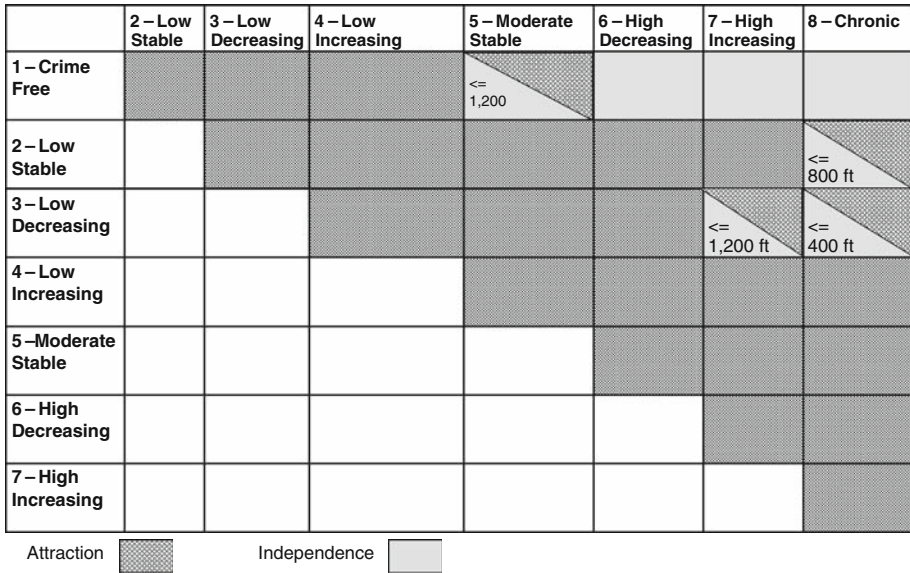 2 – Low Stable
3 – Low Decreasing
4 – Low Increasing
5 – Moderate Stable
6 – High Decreasing
7 – High Increasing
8 – Chronic
1 – Crime Free
<= 1,200
2 – Low Stable
<= 800 ft
3 – Low Decreasing
<= 1,200 ft
<= 400 ft
4 – Low Increasing
5 – Moderate Stable
6 – High Decreasing
7 – High Increasing
Attraction
Independence